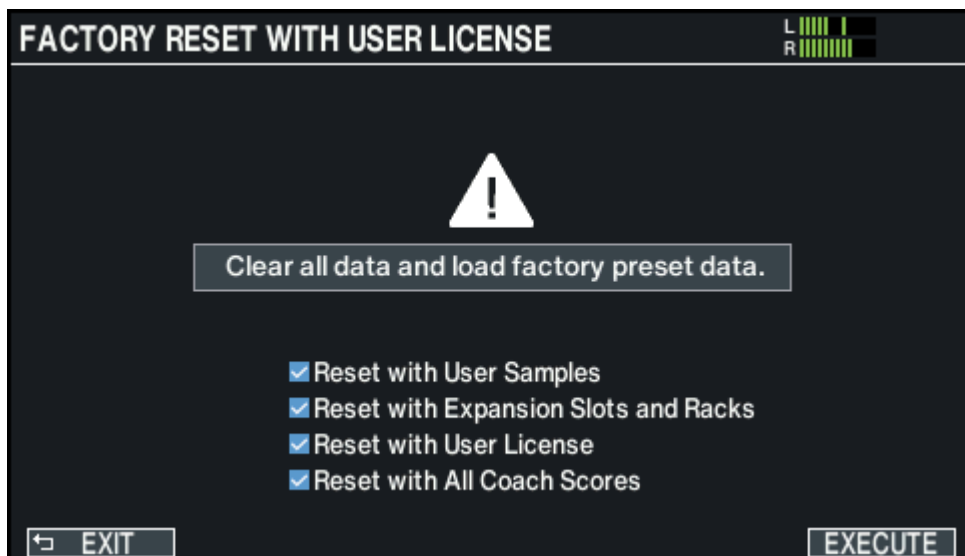 FACTORY RESET WITH USER LICENSE
L
R
!
Clear all data and load factory preset data.
Reset with User Samples
Reset with Expansion Slots and Racks
Reset with User License
Reset with All Coach Scores
EXIT
EXECUTE